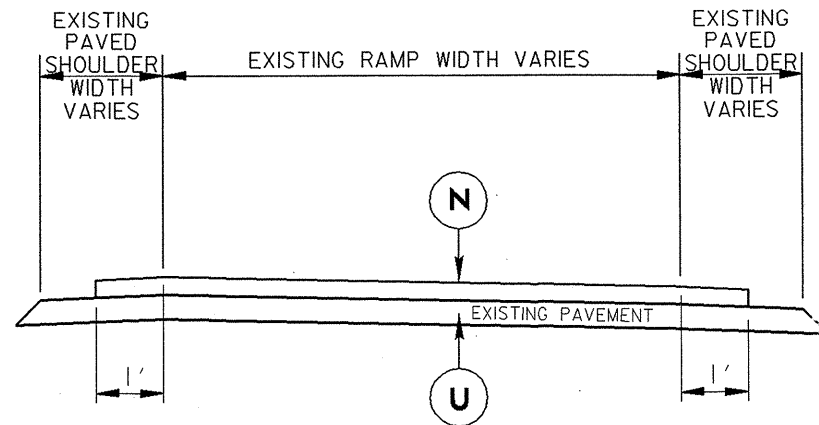 EXISTING
PAVED
SHOULDER
WIDTH
VARIES
EXISTING RAMP WIDTH VARIES
EXISTING
PAVED
SHOULDER
WIDTH
VARIES
N
EXISTING PAVEMENT
1'
U
1'